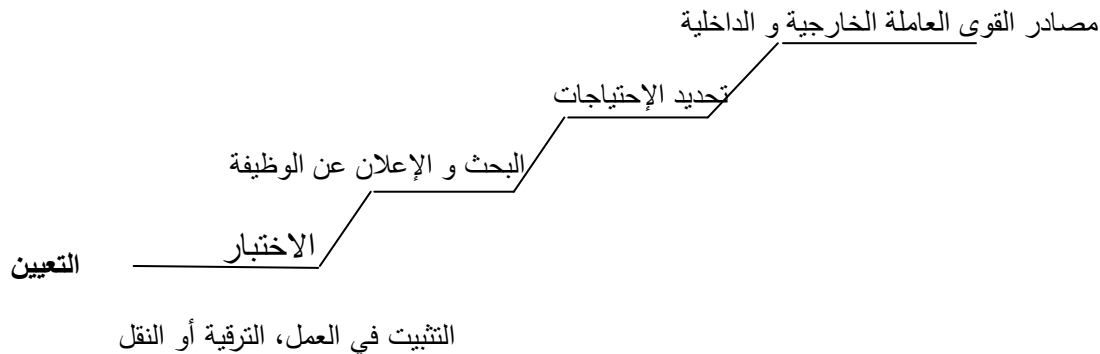 مصادر القوى العاملة الخارجية و الداخلية
تحديد الإحتياجات
البحث و الإعلان عن الوظيفة
الاختبار
التعيين
التثبيت في العمل، الترقية أو النقل